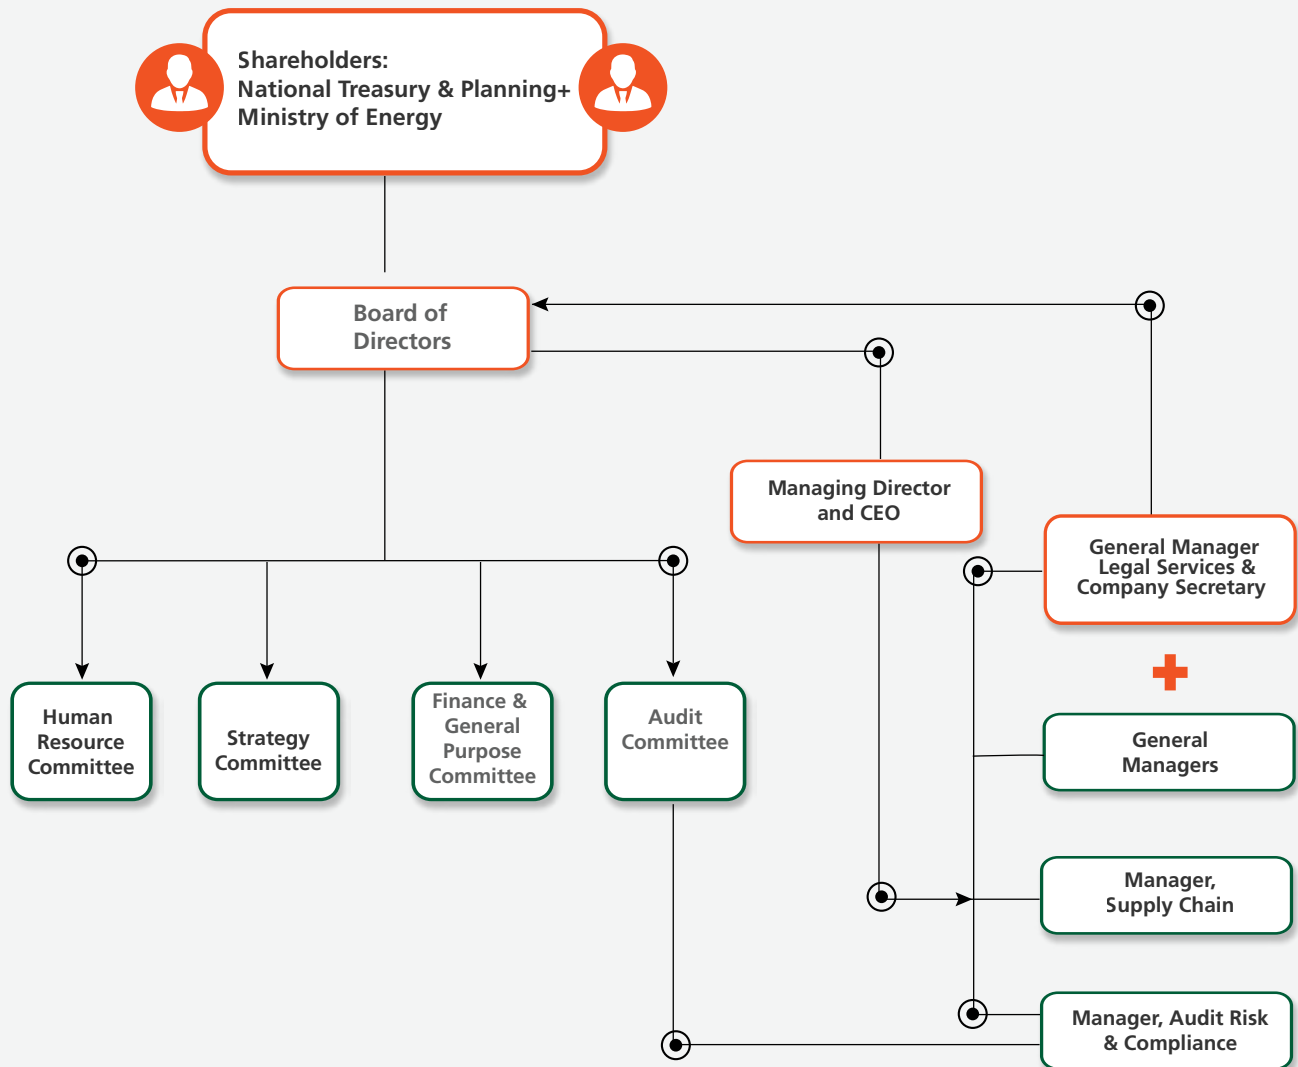 Shareholders:
National Treasury & Planning+
Ministry of Energy
Board of
Directors
Managing Director
and CEO
General Manager
Legal Services &
Company Secretary
Human
Resource
Committee
Strategy
Committee
Finance &
General
Purpose
Committee
Audit
Committee
General
Managers
Manager,
Supply Chain
Manager, Audit Risk
& Compliance